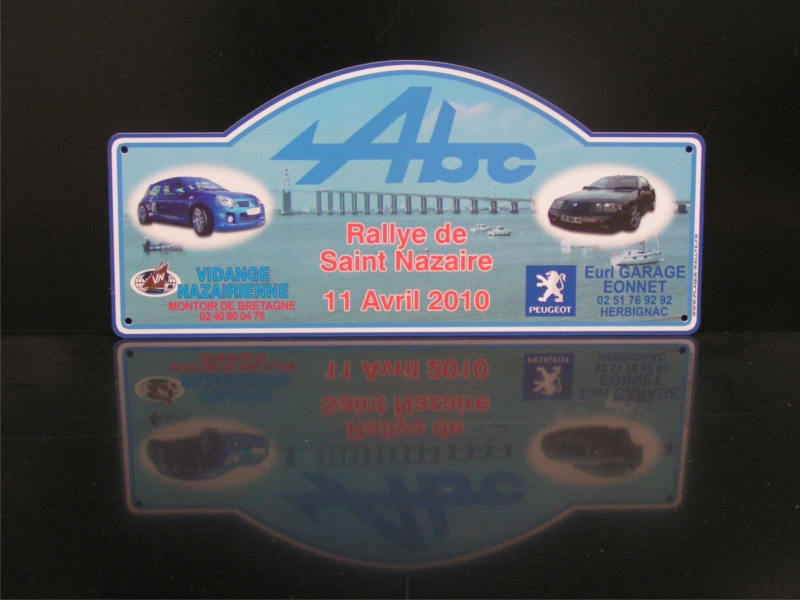 Abc
Rallye de
Saint Nazaire
11 Avril 2010
VN
VIDANGE
NAZAIRIENNE
MONTOIR DE BRETAGNE
02 40 90 04 75
PEUGEOT
Eurl GARAGE
EONNET
02 51 76 92 92
HERBIGNAC